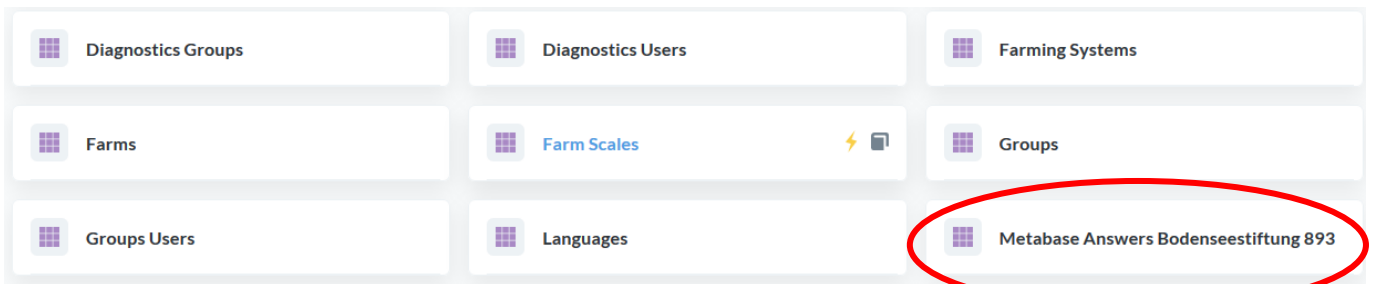 Diagnostics Groups
Diagnostics Users
Farming Systems
Farms
Farm Scales
Groups
Groups Users
Languages
Metabase Answers Bodenseestiftung 893